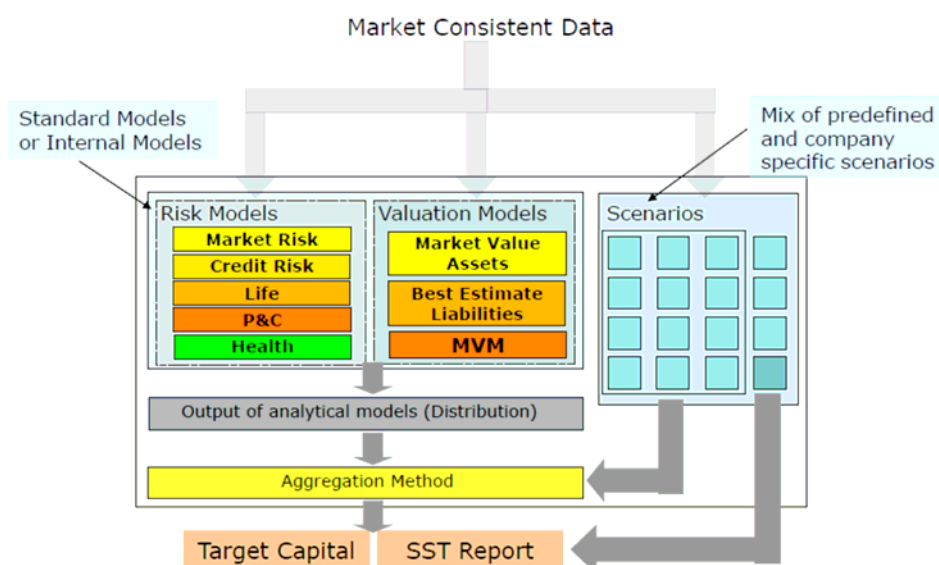 Market Consistent Data
Standard Models
or Internal Models
Mix of predefined
and company
specific scenarios
Risk Models
Market Risk
Credit Risk
Life
P&C
Health
Valuation Models
Market Value
Assets
Best Estimate
Liabilities
MVM
Scenarios
Output of analytical models (Distribution)
Aggregation Method
Target Capital
SST Report